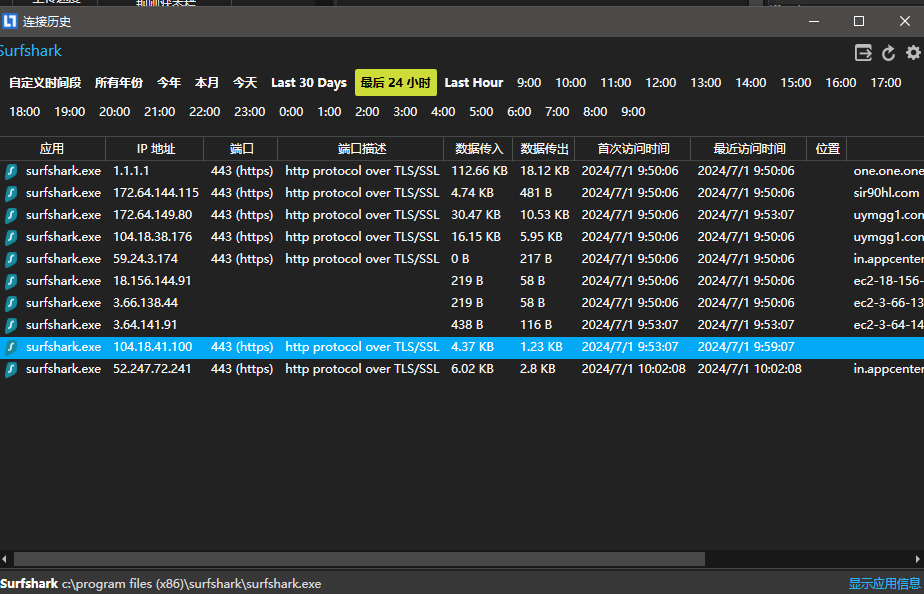 连接历史
Surfshark
自定义时间段 所有年份 今年 本月 今天 Last 30 Days 最后 24 小时 Last Hour 9:00 10:00 11:00 12:00 13:00 14:00 15:00 16:00 17:00
18:00 19:00 20:00 21:00 22:00 23:00 0:00 1:00 2:00 3:00 4:00 5:00 6:00 7:00 8:00 9:00
应用 IP 地址 端口 端口描述 数据传入 数据传出 首次访问时间 最近访问时间 位置
surfshark.exe 1.1.1.1 443 (https) http protocol over TLS/SSL 112.66 KB 18.12 KB 2024/7/1 9:50:06 2024/7/1 9:50:06 one.one.one
surfshark.exe 172.64.144.115 443 (https) http protocol over TLS/SSL 4.74 KB 481 B 2024/7/1 9:50:06 2024/7/1 9:50:06 sir90hl.com
surfshark.exe 172.64.149.80 443 (https) http protocol over TLS/SSL 30.47 KB 10.53 KB 2024/7/1 9:50:06 2024/7/1 9:53:07 uymgg1.com
surfshark.exe 104.18.38.176 443 (https) http protocol over TLS/SSL 16.15 KB 5.95 KB 2024/7/1 9:50:06 2024/7/1 9:50:06 uymgg1.com
surfshark.exe 59.24.3.174 443 (https) http protocol over TLS/SSL 0 B 217 B 2024/7/1 9:50:06 2024/7/1 9:50:06 in.appcenter
surfshark.exe 18.156.144.91 219 B 58 B 2024/7/1 9:50:06 2024/7/1 9:50:06 ec2-18-156-
surfshark.exe 3.66.138.44 219 B 58 B 2024/7/1 9:50:06 2024/7/1 9:50:06 ec2-3-66-13
surfshark.exe 3.64.141.91 438 B 116 B 2024/7/1 9:53:07 2024/7/1 9:53:07 ec2-3-64-14
surfshark.exe 104.18.41.100 443 (https) http protocol over TLS/SSL 4.37 KB 1.23 KB 2024/7/1 9:53:07 2024/7/1 9:59:07
surfshark.exe 52.247.72.241 443 (https) http protocol over TLS/SSL 6.02 KB 2.8 KB 2024/7/1 10:02:08 2024/7/1 10:02:08 in.appcenter
Surfshark c:\program files (x86)\surfshark\surfshark.exe 显示应用信息